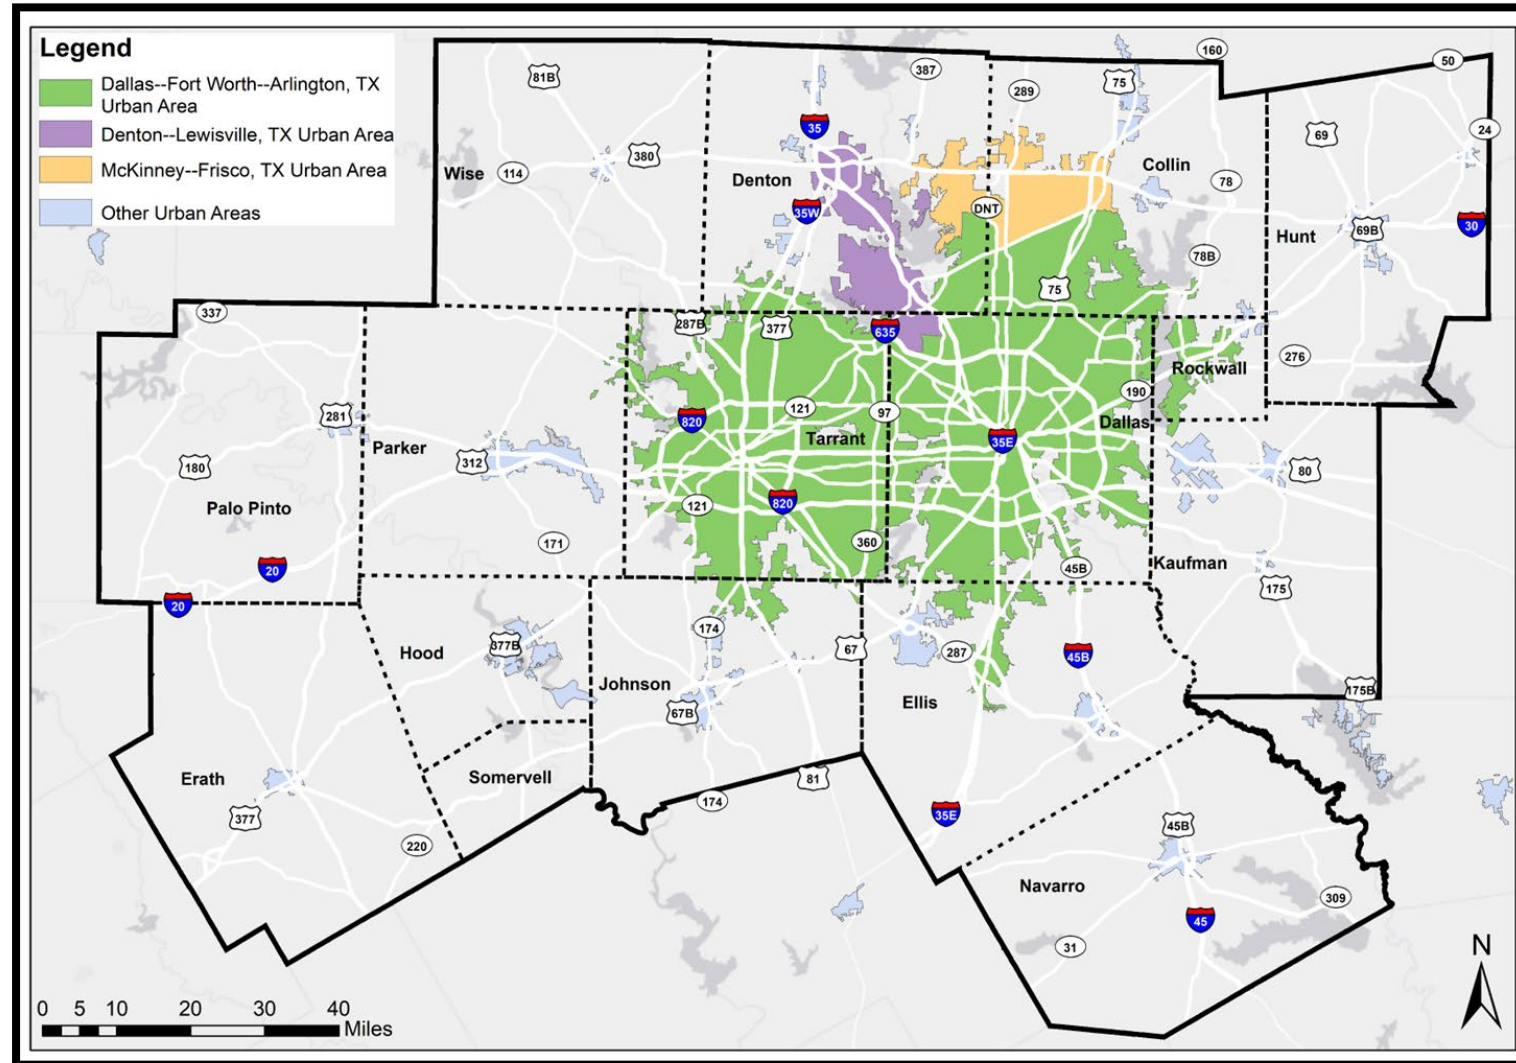 Legend
Dallas--Fort Worth--Arlington, TX
Urban Area
Denton--Lewisville, TX Urban Area
McKinney--Frisco, TX Urban Area
Other Urban Areas
160
50
81B
387
289
75
24
69
35
380
114
Wise
Denton
Collin
78
35W
DNT
30
69B
Hunt
78B
75
337
287B
377
635
276
Rockwall
190
281
820
121
97
Tarrant
Dallas
35E
Parker
312
180
80
Palo Pinto
820
121
171
360
45B
Kaufman
20
175
20
174
67
377B
Hood
287
45B
Johnson
175B
Ellis
67B
Somervell
81
Erath
174
377
35E
45B
220
Navarro
309
45
31
N
0 5 10 20 30 40
Miles